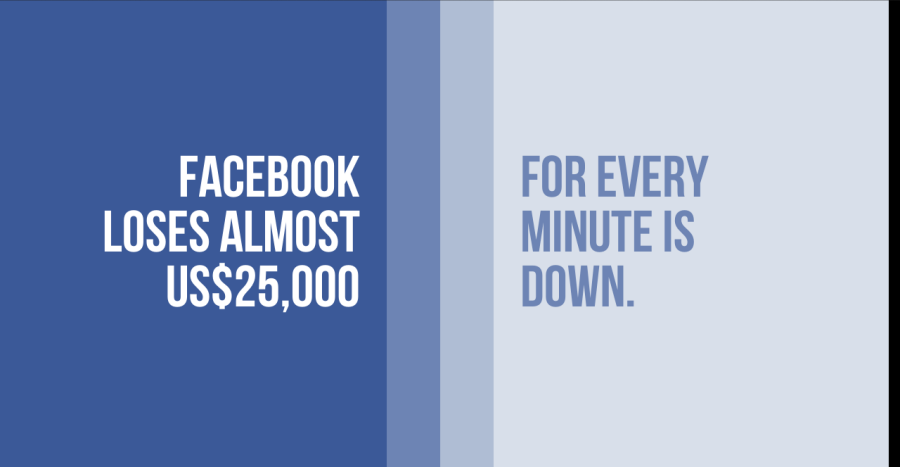 FACEBOOK
LOSES ALMOST
US$25,000
FOR EVERY
MINUTE IS
DOWN.